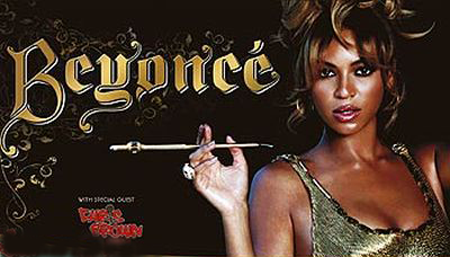 Beyoncé
WITH SPECIAL GUEST
CHRIS
BROWN